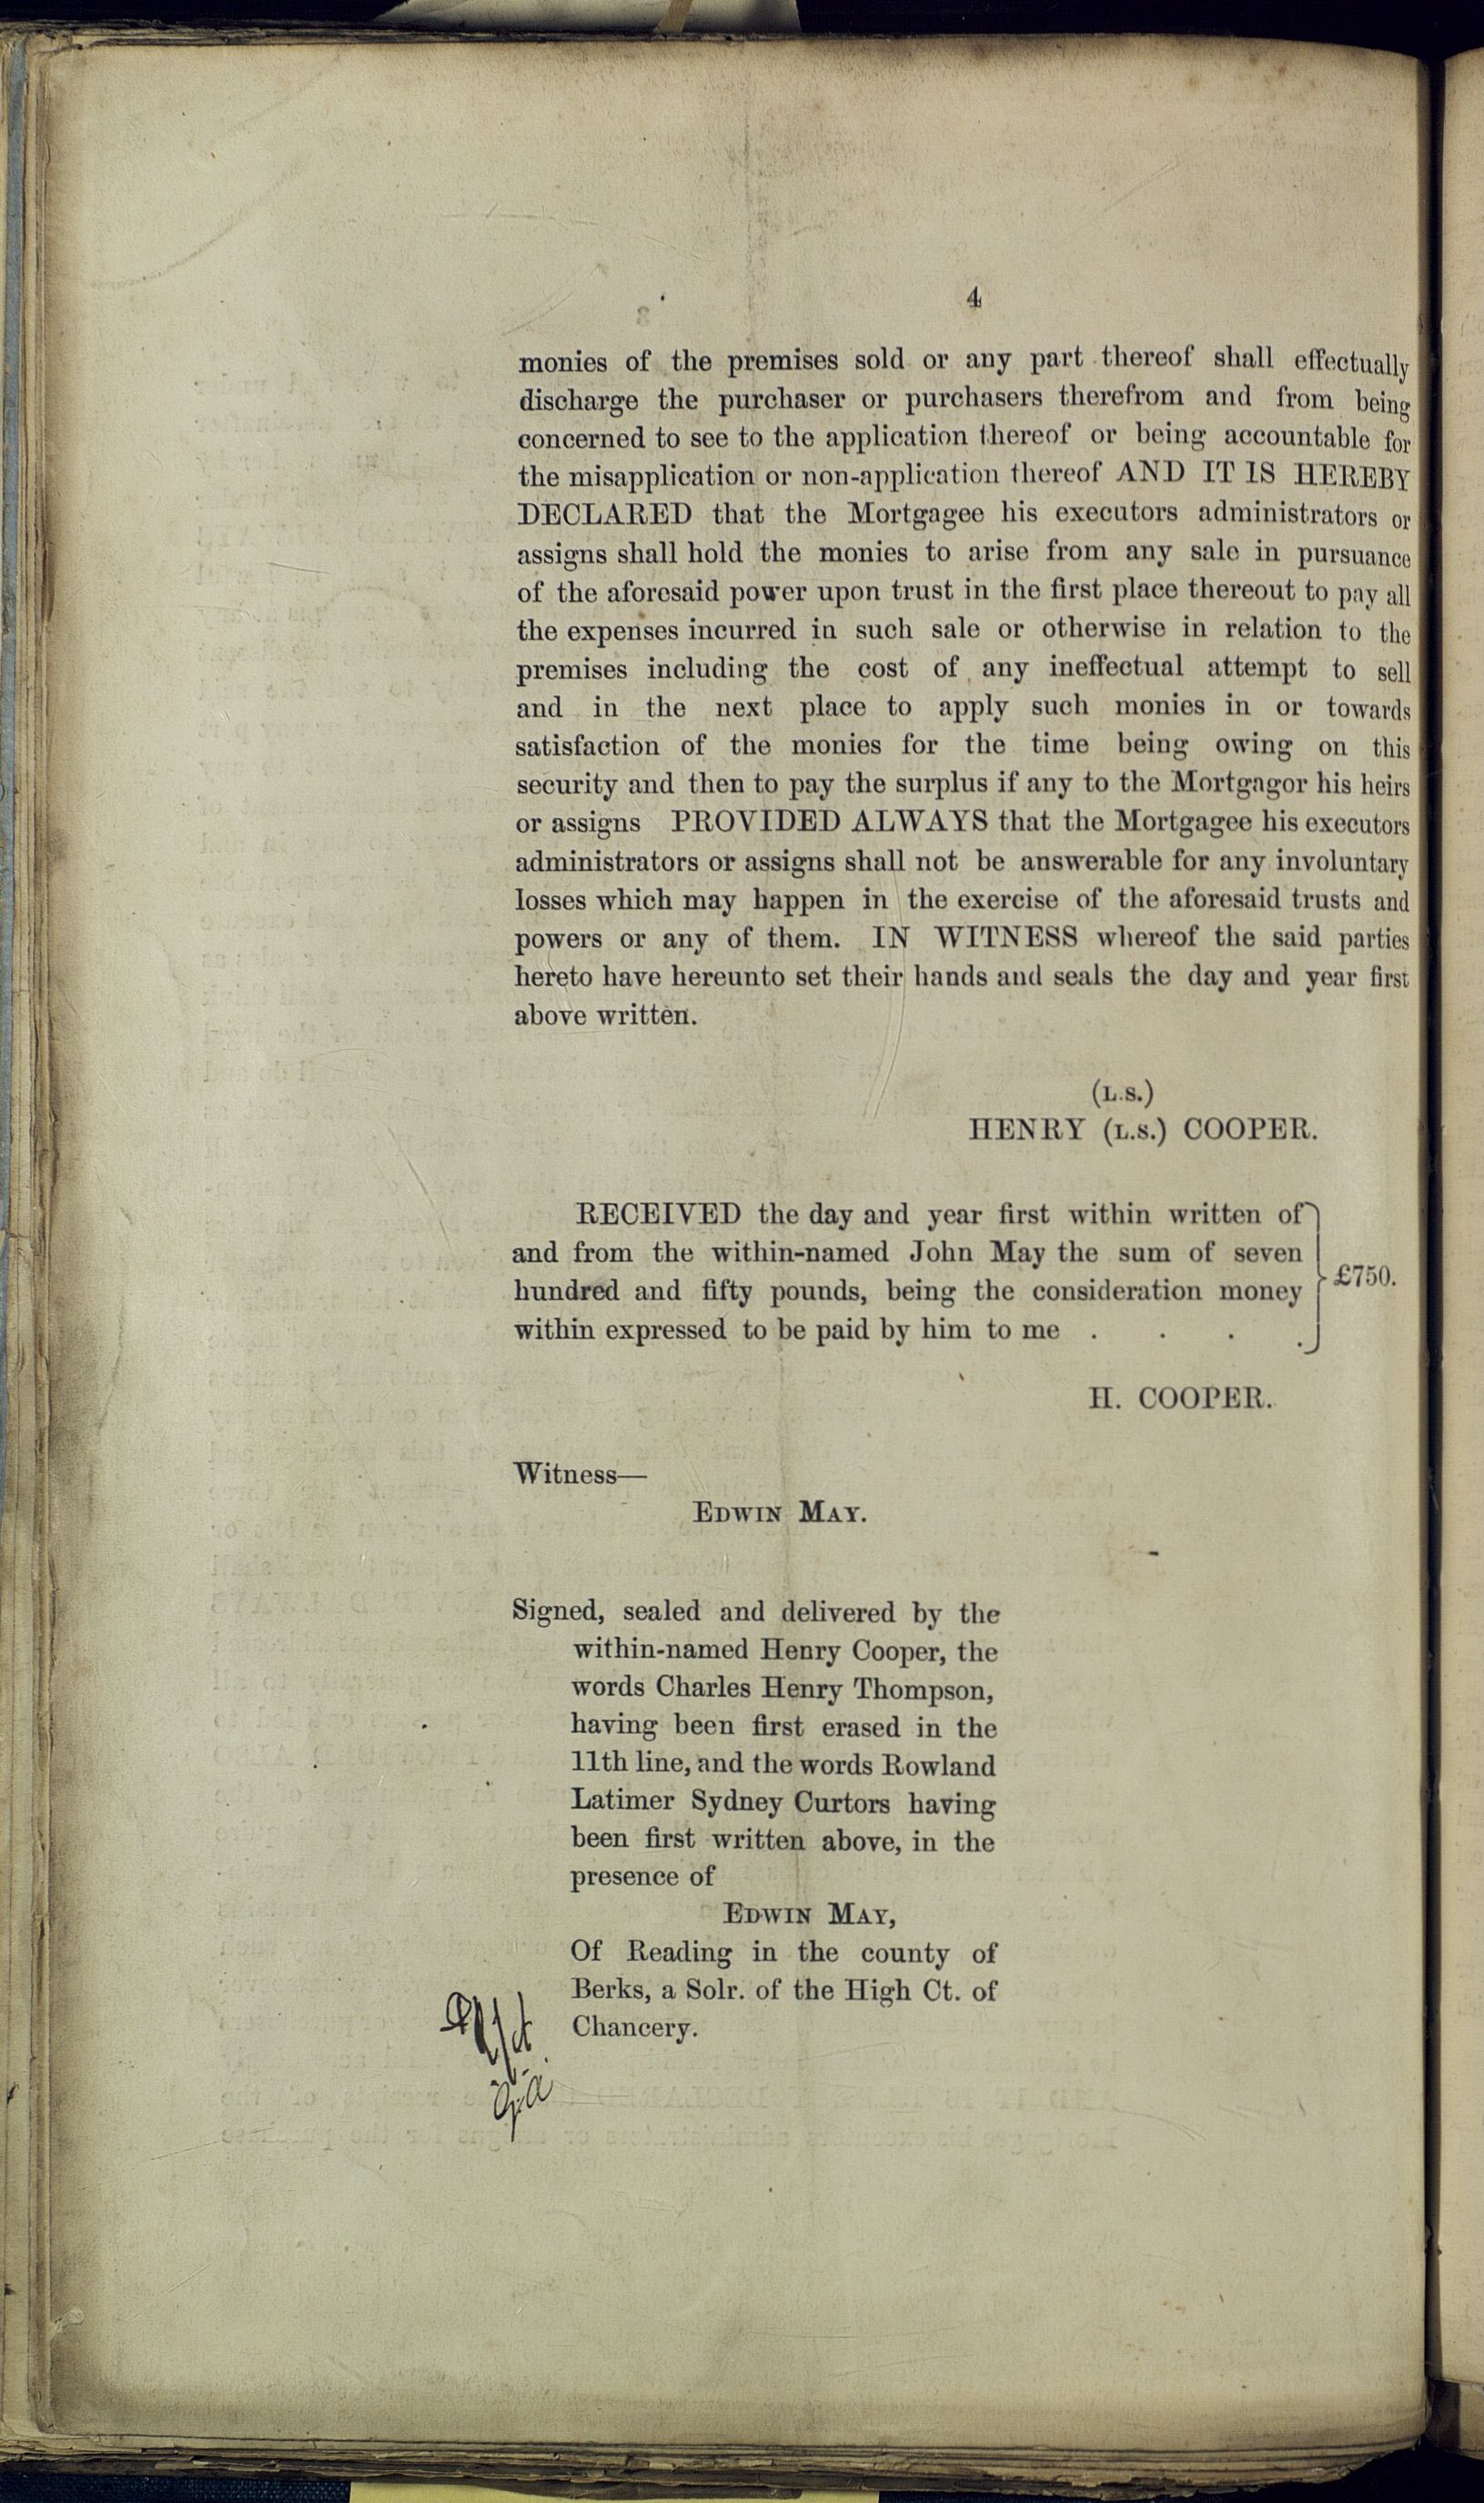 4
monies of the premises sold or any part thereof shall effectually
discharge the purchaser or purchasers therefrom and from being
concerned to see to the application thereof or being accountable for
the misapplication or non-application thereof AND IT IS HEREBY
DECLARED that the Mortgagee his executors administrators or
assigns shall hold the monies to arise from any sale in pursuance
of the aforesaid power upon trust in the first place thereout to pay all
the expenses incurred in such sale or otherwise in relation to the
premises including the cost of any ineffectual attempt to sell
and in the next place to apply such monies in or towards
satisfaction of the monies for the time being owing on this
security and then to pay the surplus if any to the Mortgagor his heirs
or assigns PROVIDED ALWAYS that the Mortgagee his executors
administrators or assigns shall not be answerable for any involuntary
losses which may happen in the exercise of the aforesaid trusts and
powers or any of them. IN WITNESS whereof the said parties
hereto have hereunto set their hands and seals the day and year first
above written.
(L.S.)
HENRY (L.S.) COOPER.
RECEIVED the day and year first within written of
and from the within-named John May the sum of seven
hundred and fifty pounds, being the consideration money
within expressed to be paid by him to me . . . .
£750.
H. COOPER.
Witness—
EDWIN MAY.
Signed, sealed and delivered by the
within-named Henry Cooper, the
words Charles Henry Thompson,
having been first erased in the
11th line, and the words Rowland
Latimer Sydney Curtors having
been first written above, in the
presence of
EDWIN MAY,
Of Reading in the county of
Berks, a Solr. of the High Ct. of
Chancery.